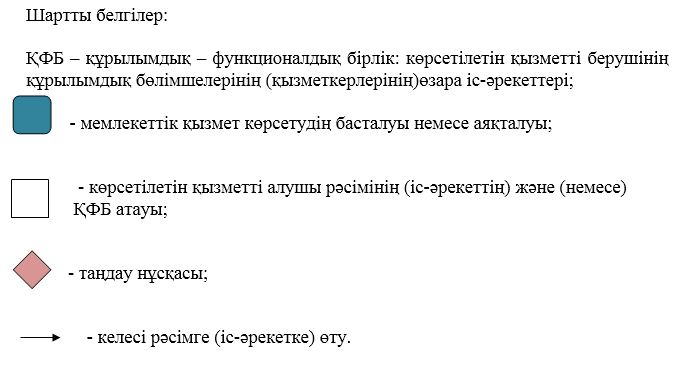 Шартты белгілер:
ҚФБ – құрылымдық – функционалдық бірлік: көрсетілетін қызметті берушінің
құрылымдық бөлімшелерінің (қызметкерлерінің)өзара іс-әрекеттері;
- мемлекеттік қызмет көрсетудің басталуы немесе аяқталуы;
- көрсетілетін қызметті алушы рәсімінің (іс-әрекеттің) және (немесе)
ҚФБ атауы;
- таңдау нұсқасы;
- келесі рәсімге (іс-әрекетке) өту.